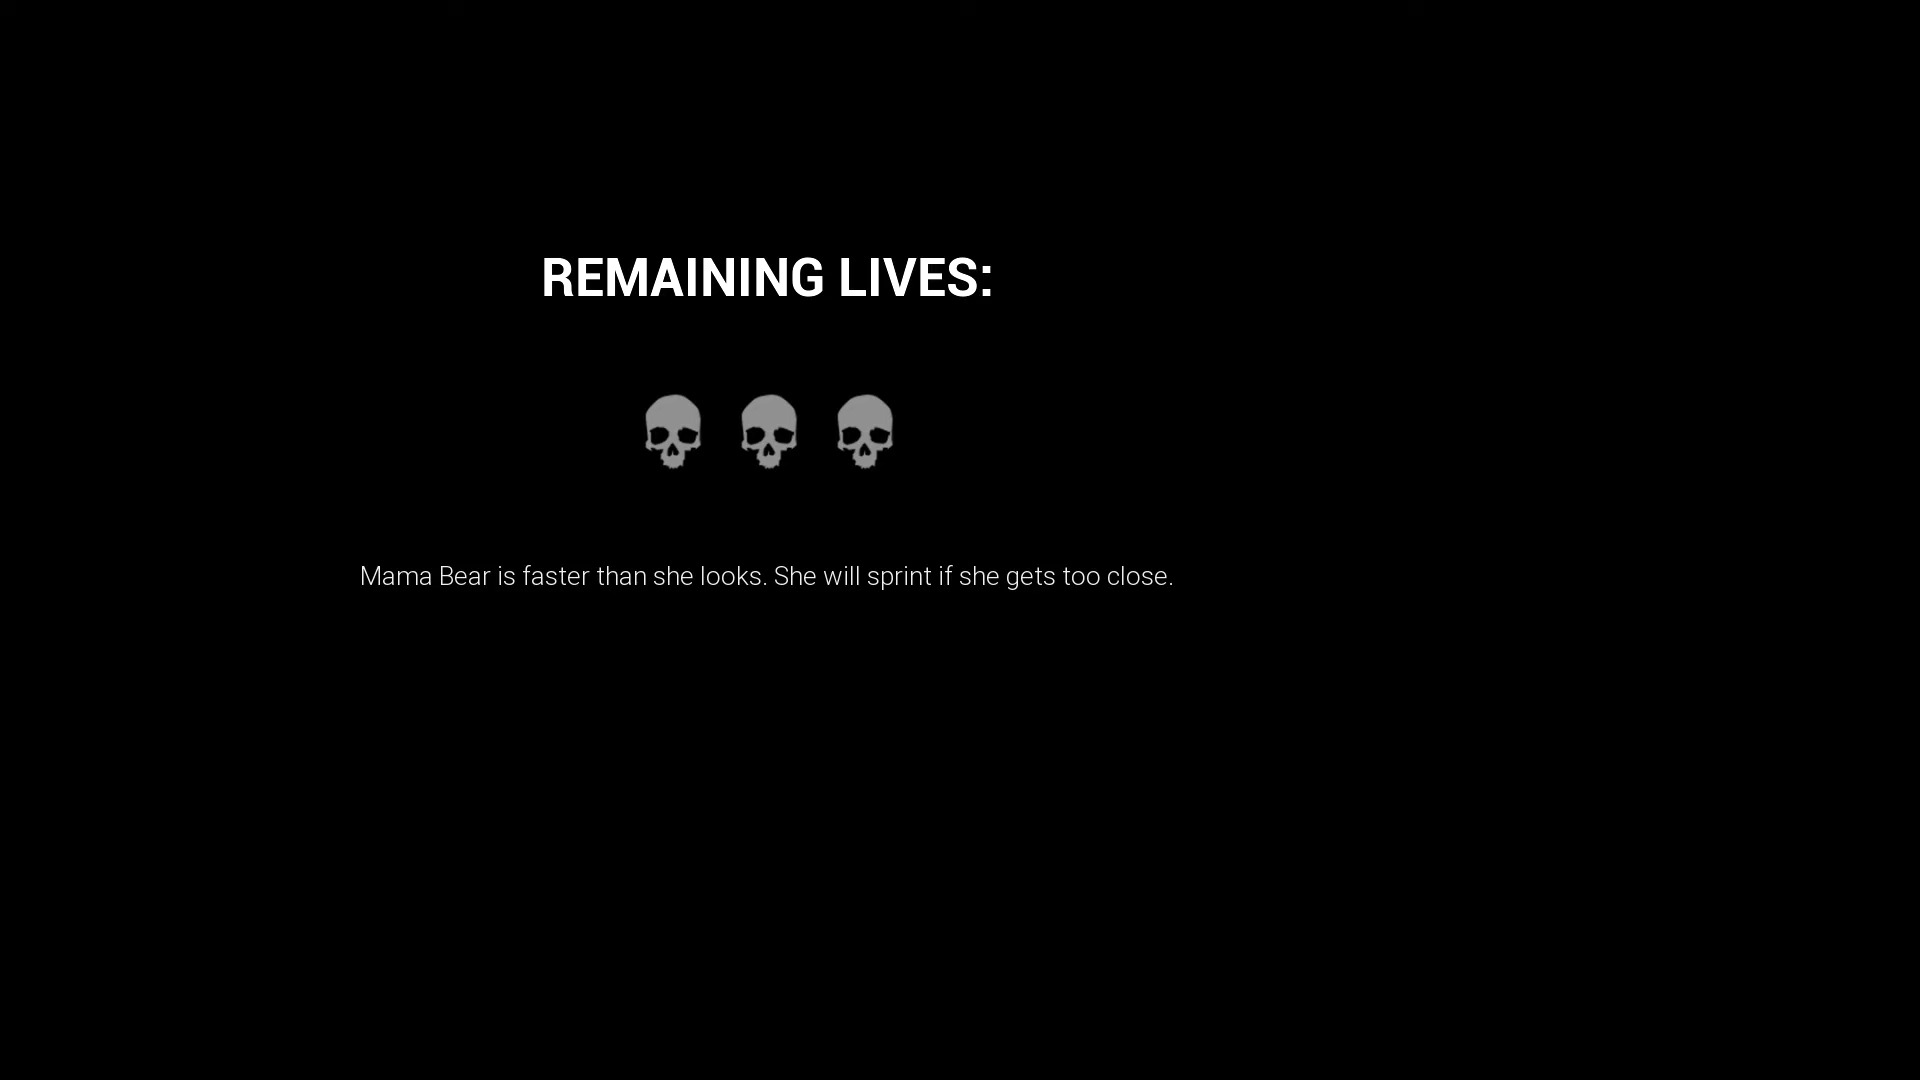 REMAINING LIVES:
Mama Bear is faster than she looks. She will sprint if she gets too close.